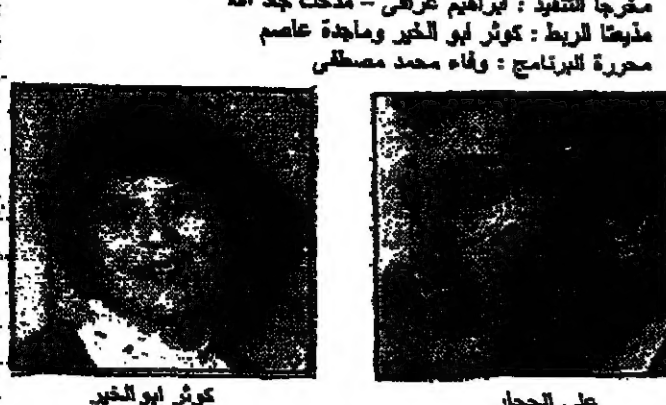 مخرجا التنفيذ : ابراهيم عرفى – مدحت جاد الله
مذيعتا الربط : كوثر ابو الخير وماجدة عاصم
محررة البرنامج : وفاء محمد مصطفى
على الحجار
كوثر ابو الخير